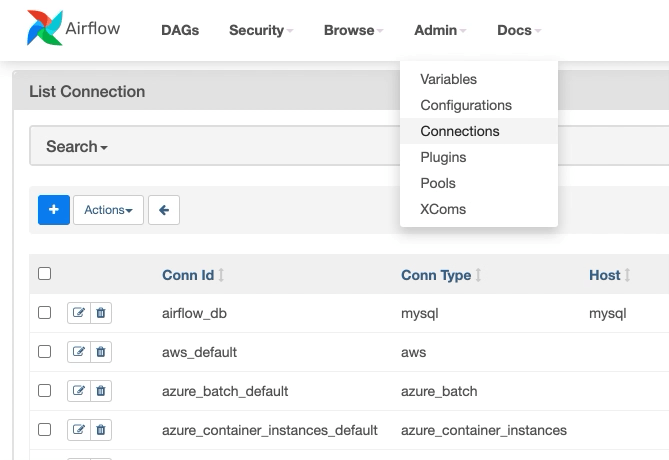 Airflow DAGs Security Browse Admin Docs
Variables
Configurations
Connections
Plugins
Pools
XComs
List Connection
Search
+ Actions
Conn Id Conn Type Host
airflow_db mysql mysql
aws_default aws
azure_batch_default azure_batch
azure_container_instances_default azure_container_instances